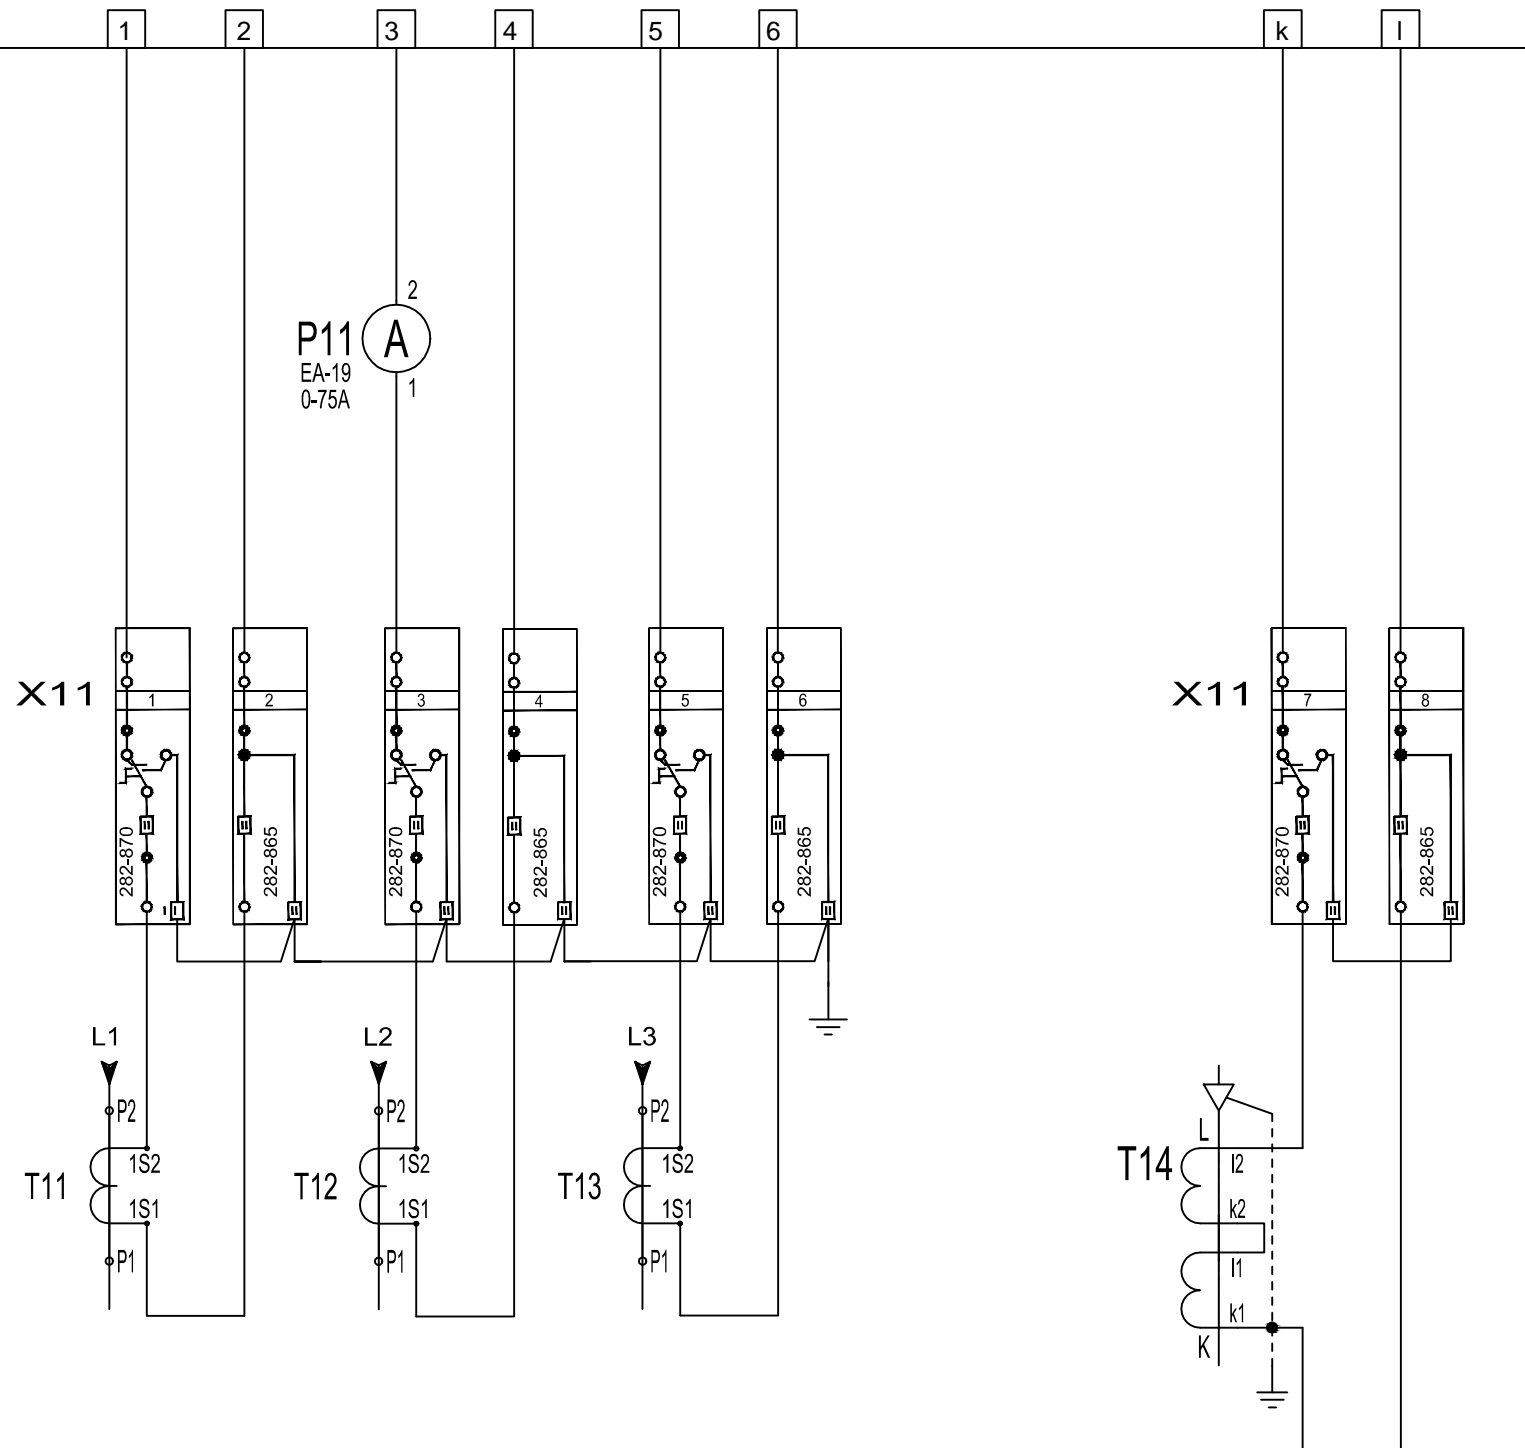 1 2 3 4 5 6 k l
2
P11 A
EA-19
0-75A
1
X11 1 2 3 4 5 6 X11 7 8
282-870 282-865 282-870 282-865 282-870 282-865 282-870 282-865
L1 L2 L3
P2 P2 P2
L
T11 1S2 T12 1S2 T13 1S2 T14 l2
1S1 1S1 1S1 k2
P1 P1 P1 l1
k1
K